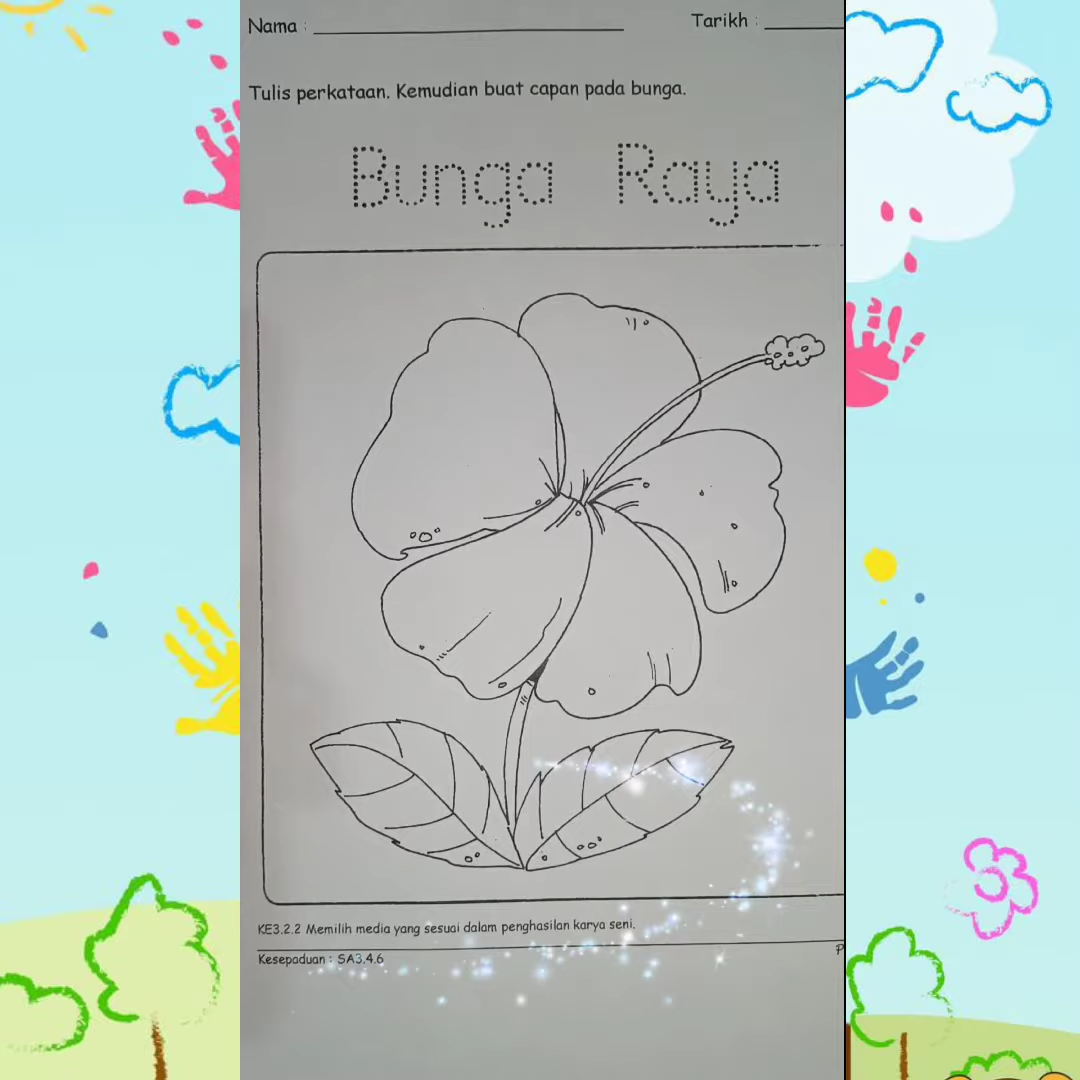 Nama : Tarikh :
Tulis perkataan. Kemudian buat capan pada bunga.
Bunga Raya
KE3.2.2 Memilih media yang sesuai dalam penghasilan karya seni.
Kesepaduan : SA3.4.6